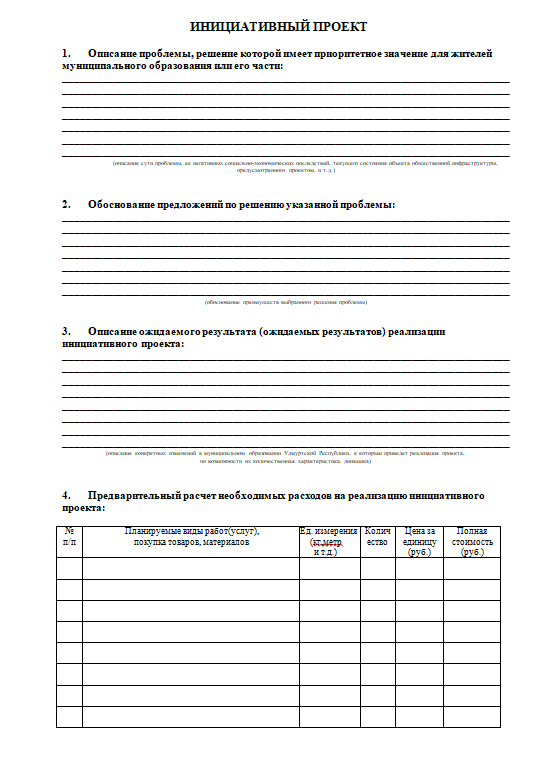 ИНИЦИАТИВНЫЙ ПРОЕКТ
1. Описание проблемы, решение которой имеет приоритетное значение для жителей
муниципального образования или его части:
(описание сути проблемы, ее негативных социально-экономических последствий, текущего состояния объекта общественной инфраструктуры,
предусмотренного проектом, и т.д.)
2. Обоснование предложений по решению указанной проблемы:
(обоснование преимуществ выбранного решения проблемы)
3. Описание ожидаемого результата (ожидаемых результатов) реализации
инициативного проекта:
(описание конкретных изменений в муниципальном образовании Удмуртской Республики, к которым приведет реализация проекта,
по возможности их количественная характеристика, динамика)
4. Предварительный расчет необходимых расходов на реализацию инициативного
проекта:
№ п/п
Планируемые виды работ(услуг),
покупка товаров, материалов
Ед. измерения
(кг,метр
и т.д.)
Колич
ество
Цена за
единицу
(руб.)
Полная
стоимость
(руб.)